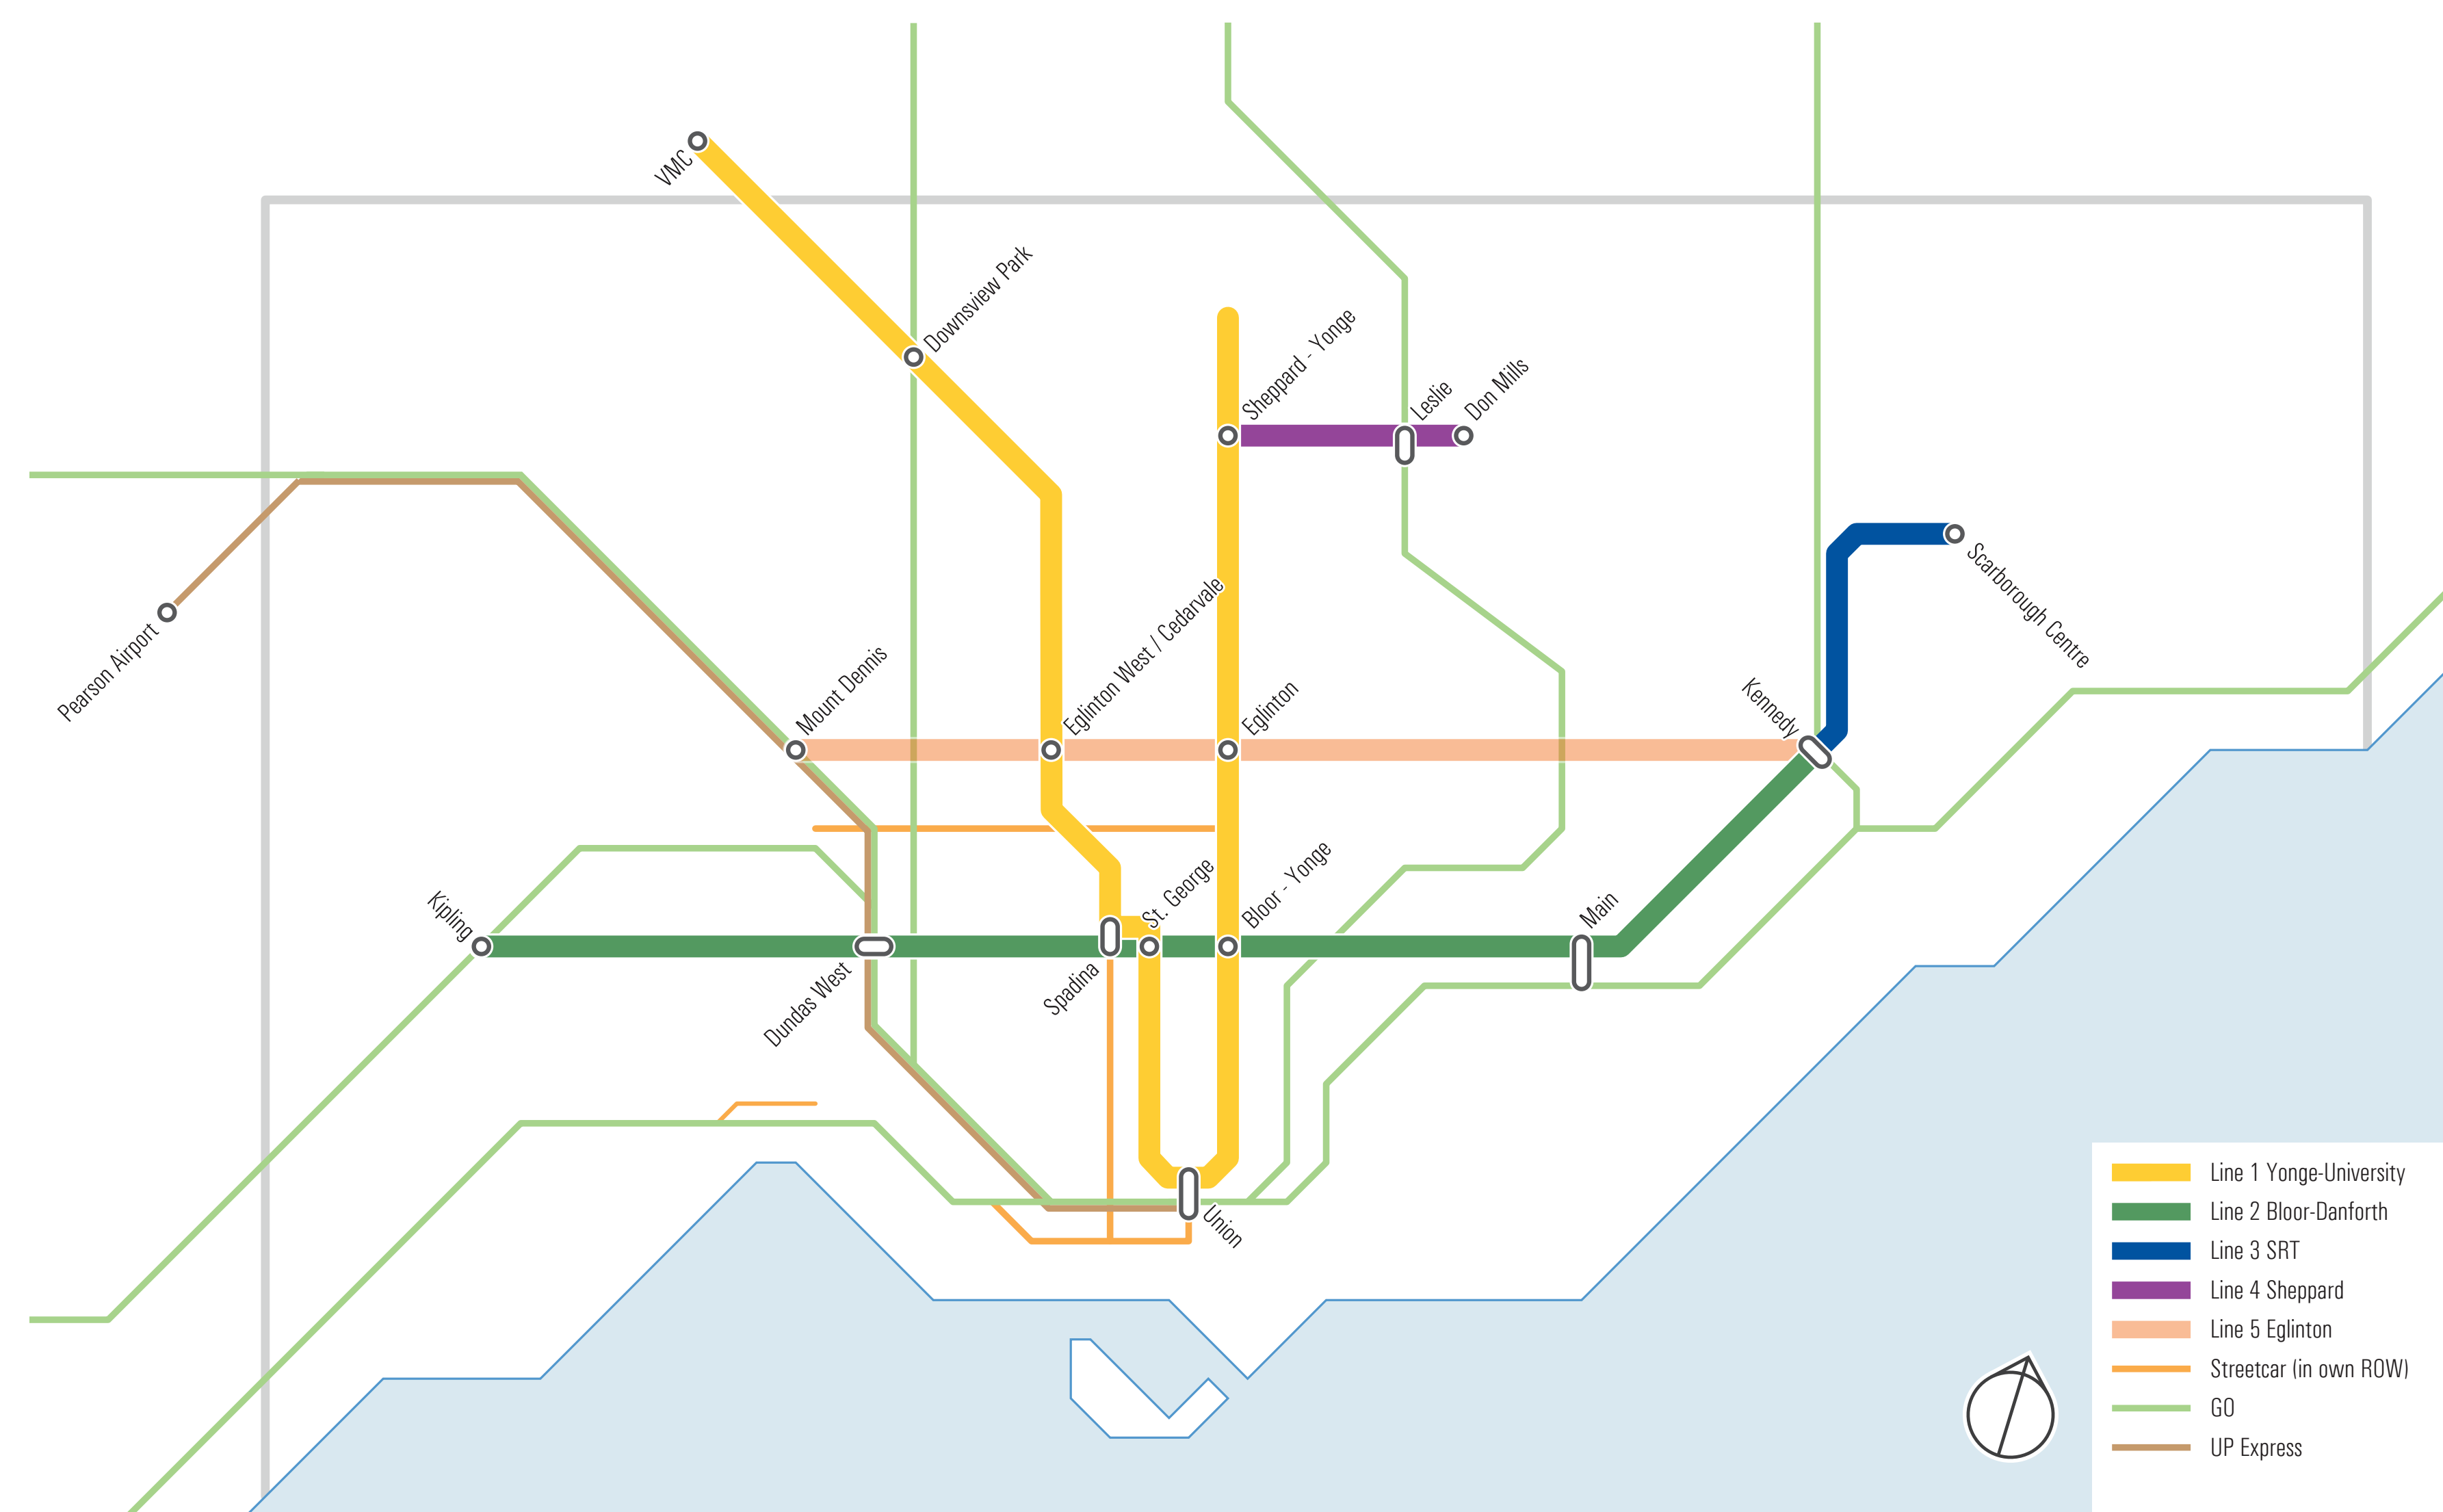 VMC
Downsview Park
Sheppard - Yonge
Leslie
Don Mills
Scarborough Centre
Pearson Airport
Mount Dennis
Eglinton West / Cedarvale
Eglinton
Kennedy
Kipling
Dundas West
Spadina
St. George
Bloor - Yonge
Main
Union
Line 1 Yonge-University
Line 2 Bloor-Danforth
Line 3 SRT
Line 4 Sheppard
Line 5 Eglinton
Streetcar (in own ROW)
GO
UP Express